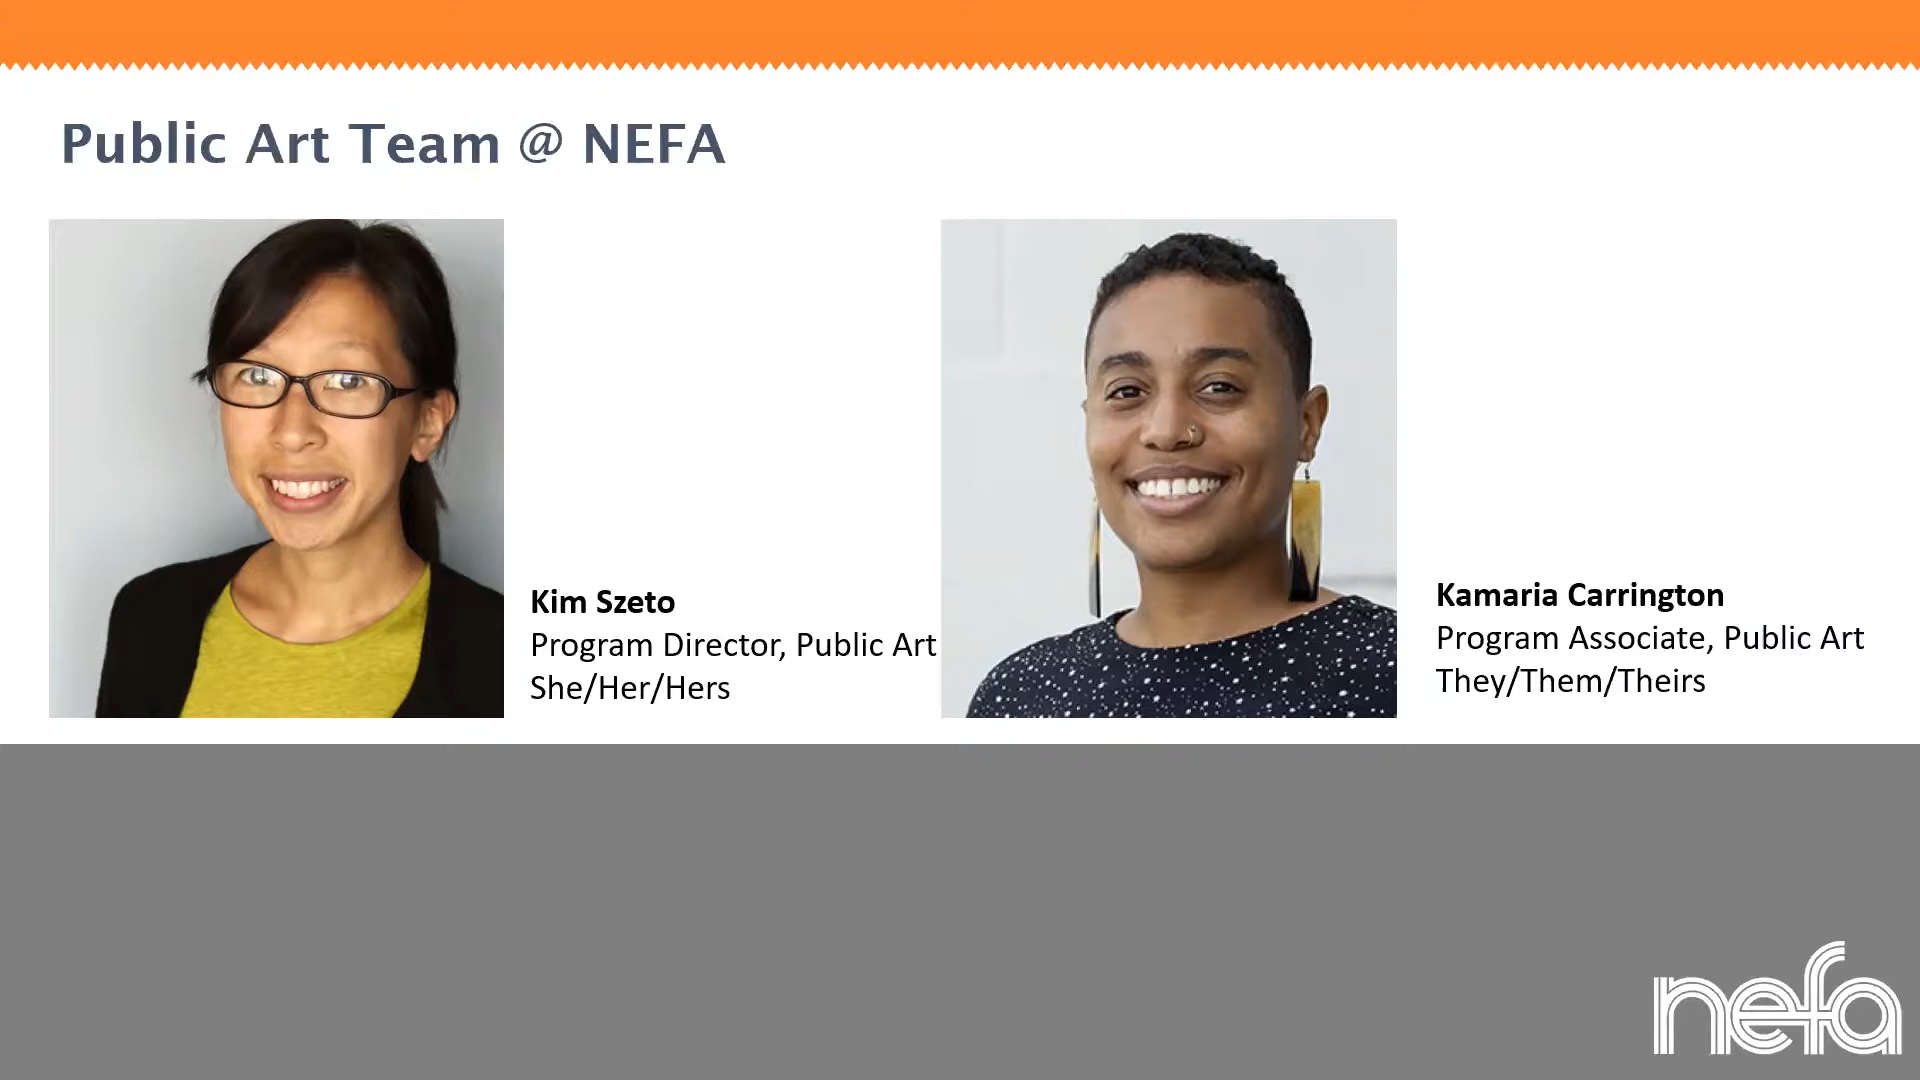 Public Art Team @ NEFA
Kim Szeto
Program Director, Public Art
She/Her/Hers
Kamaria Carrington
Program Associate, Public Art
They/Them/Theirs
nefa